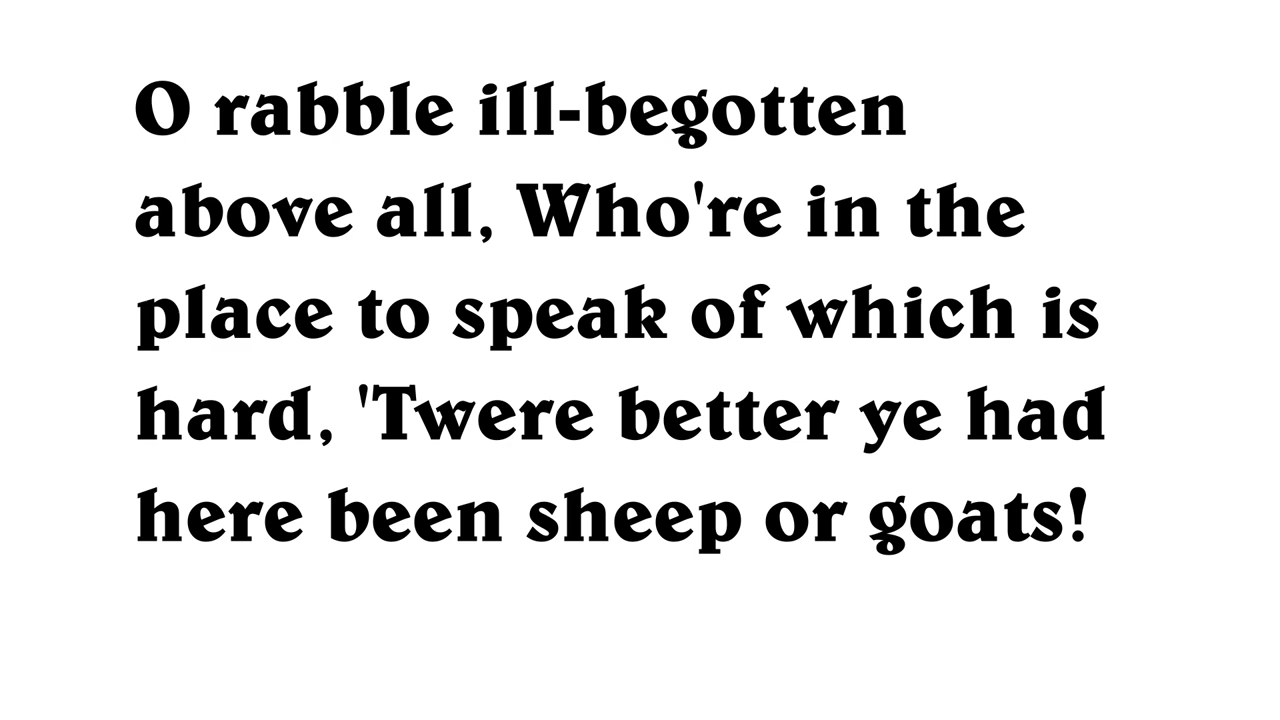 O rabble ill-begotten
above all, Who're in the
place to speak of which is
hard, 'Twere better ye had
here been sheep or goats!